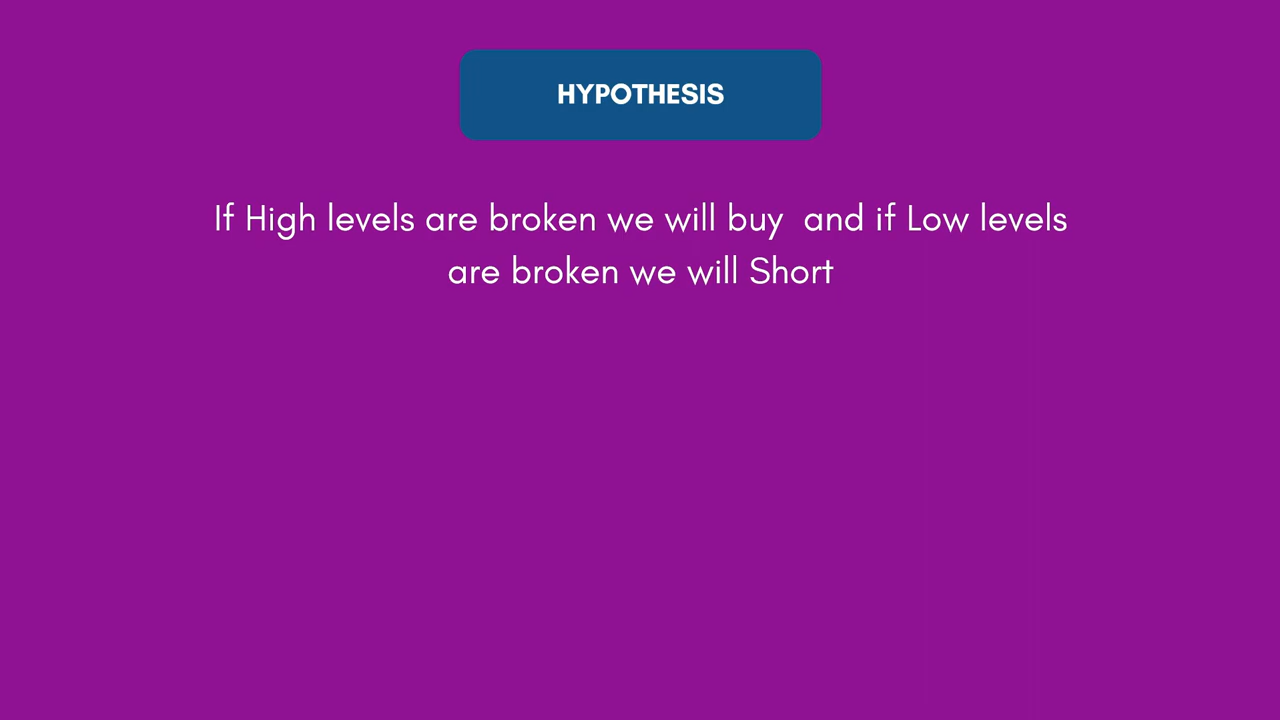 HYPOTHESIS
If High levels are broken we will buy  and if Low levels
are broken we will Short